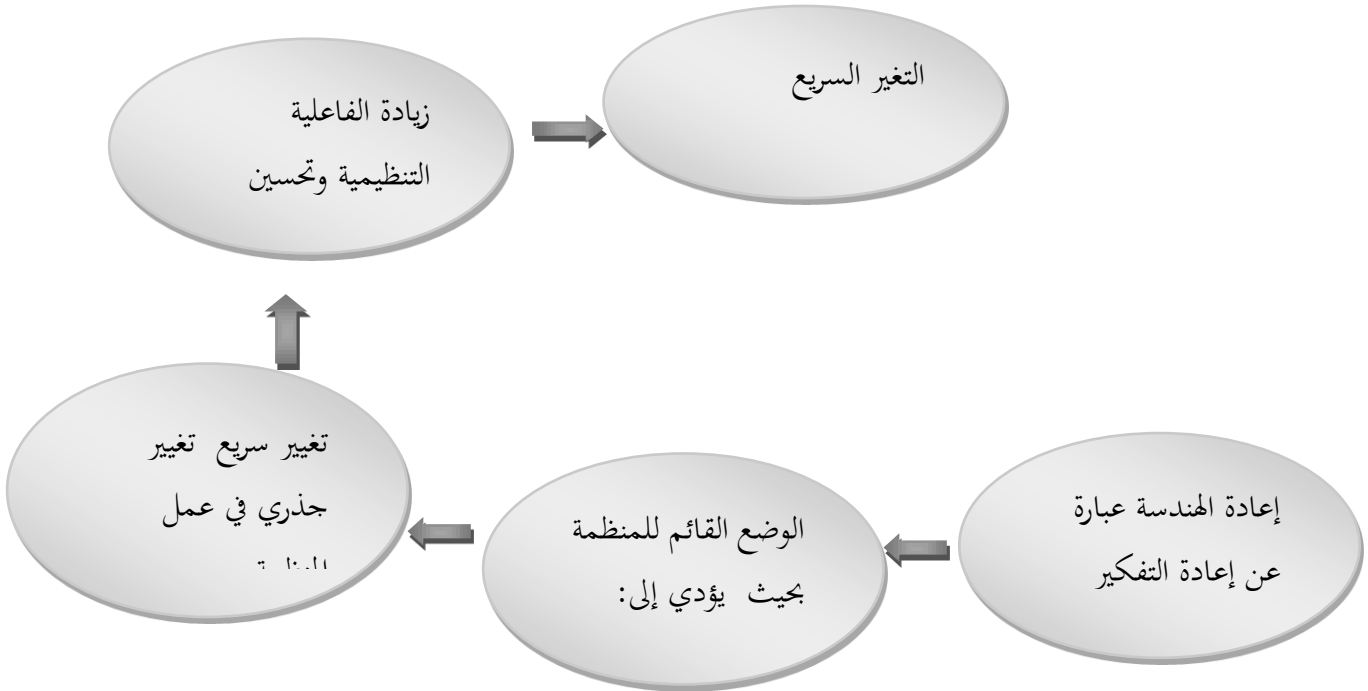 إعادة الهندسة عبارة
عن إعادة التفكير
الوضع القائم للمنظمة
بحيث يؤدي إلى:
تغيير سريع تغيير
جذري في عمل
زيادة الفاعلية
التنظيمية وتحسين
التغير السريع